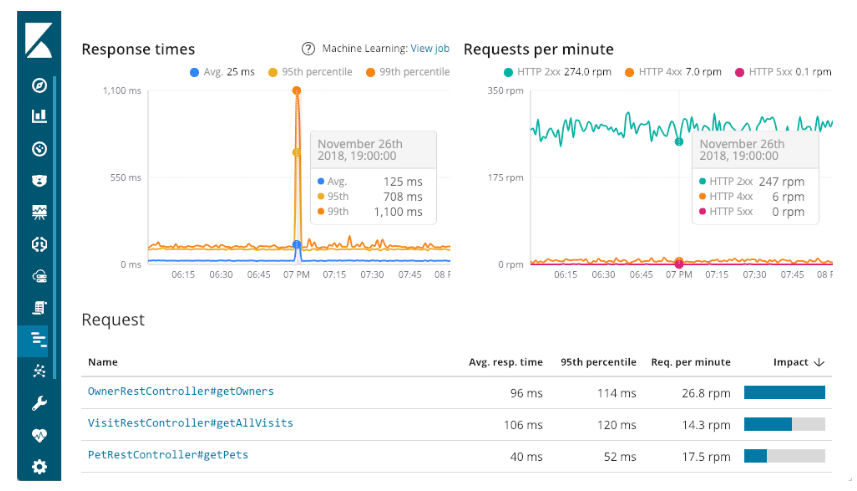 Response times
Machine Learning: View job
Avg. 25 ms 95th percentile 99th percentile
1,100 ms
550 ms
0 ms
06:15 06:30 06:45 07 PM 07:15 07:30 07:45 08 F
November 26th
2018, 19:00:00
Avg. 125 ms
95th 708 ms
99th 1,100 ms
Requests per minute
HTTP 2xx 274.0 rpm HTTP 4xx 7.0 rpm HTTP 5xx 0.1 rpm
350 rpm
175 rpm
0 rpm
06:15 06:30 06:45 07 PM 07:15 07:30 07:45 08 F
November 26th
2018, 19:00:00
HTTP 2xx 247 rpm
HTTP 4xx 6 rpm
HTTP 5xx 0 rpm
Request
Name Avg. resp. time 95th percentile Req. per minute Impact
OwnerRestController#getOwners 96 ms 114 ms 26.8 rpm
VisitRestController#getAllVisits 106 ms 120 ms 14.3 rpm
PetRestController#getPets 40 ms 52 ms 17.5 rpm